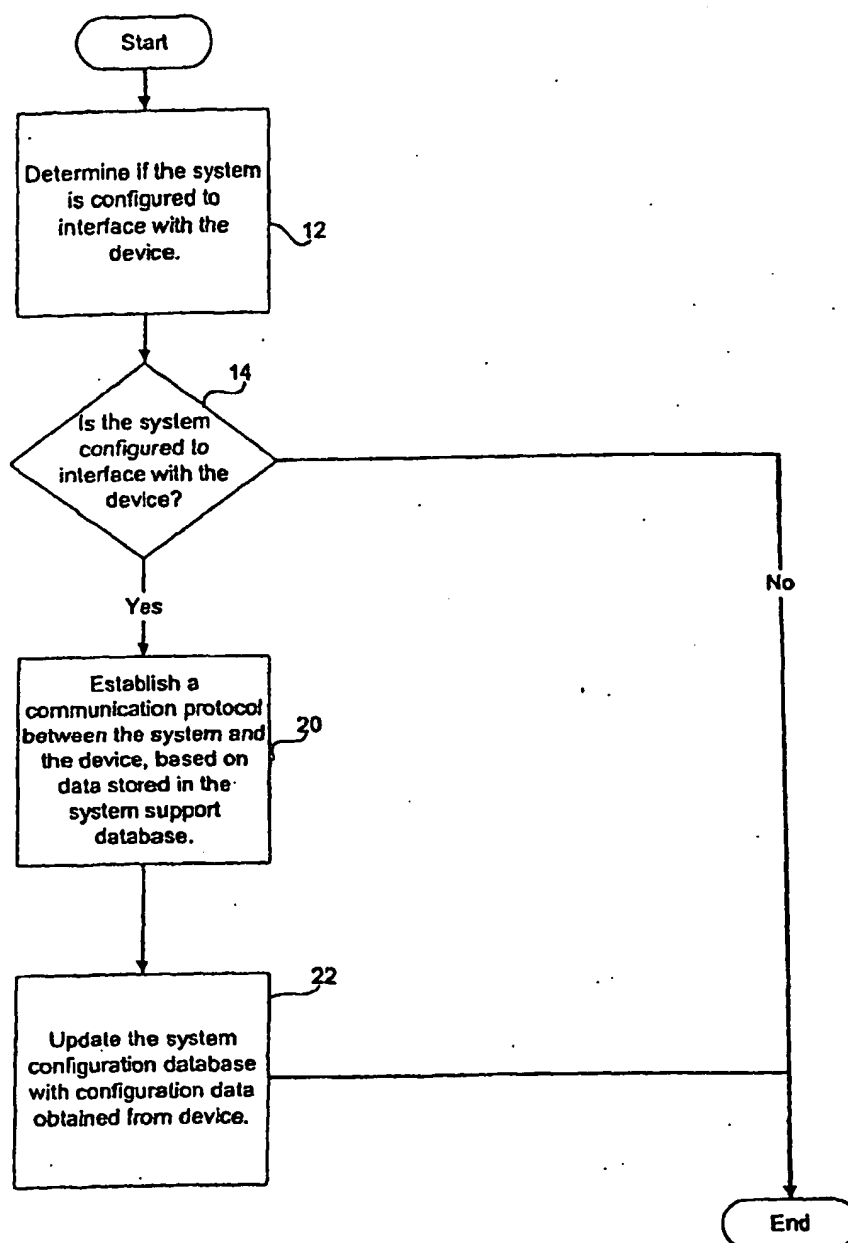 Start
Determine if the system
is configured to
interface with the
device.
12
14
Is the system
configured to
interface with the
device?
No
Yes
Establish a
communication protocol
between the system and
the device, based on
data stored in the
system support
database.
20
22
Update the system
configuration database
with configuration data
obtained from device.
End